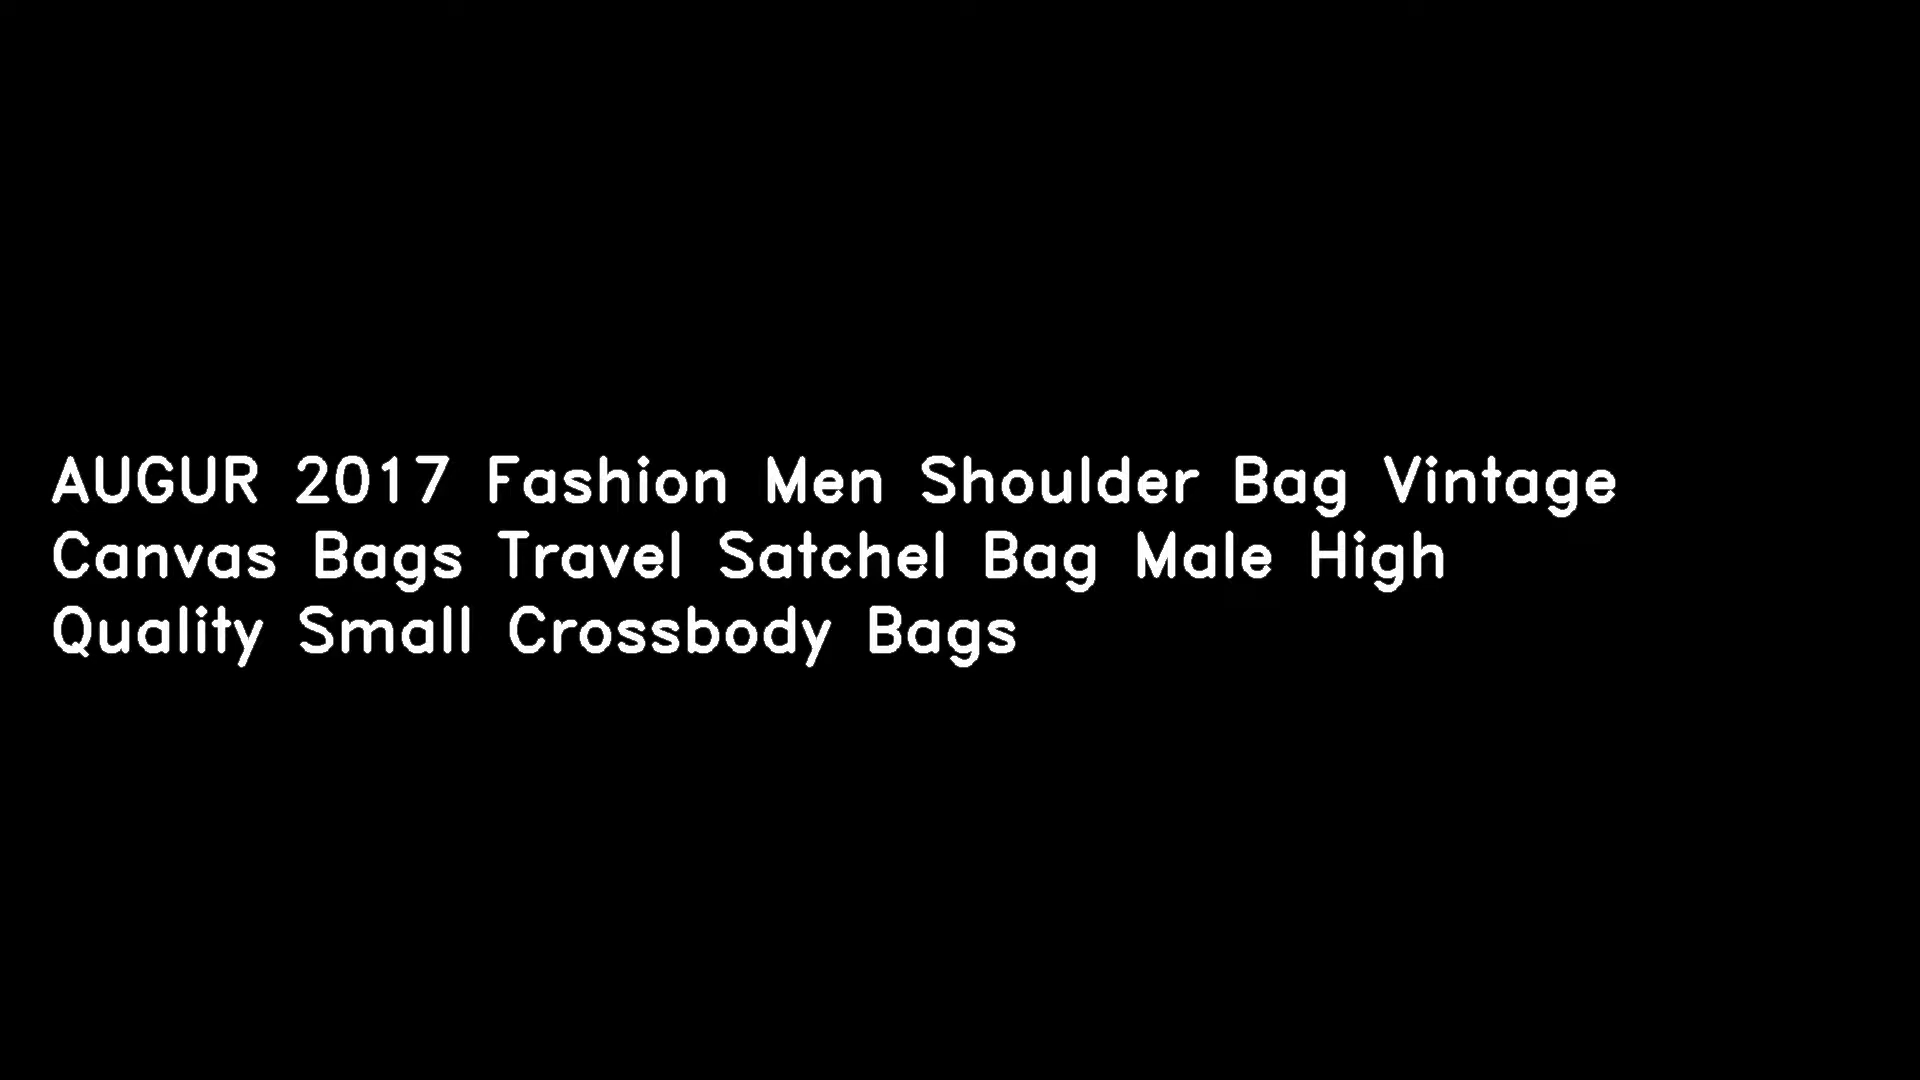 AUGUR 2017 Fashion Men Shoulder Bag Vintage
Canvas Bags Travel Satchel Bag Male High
Quality Small Crossbody Bags